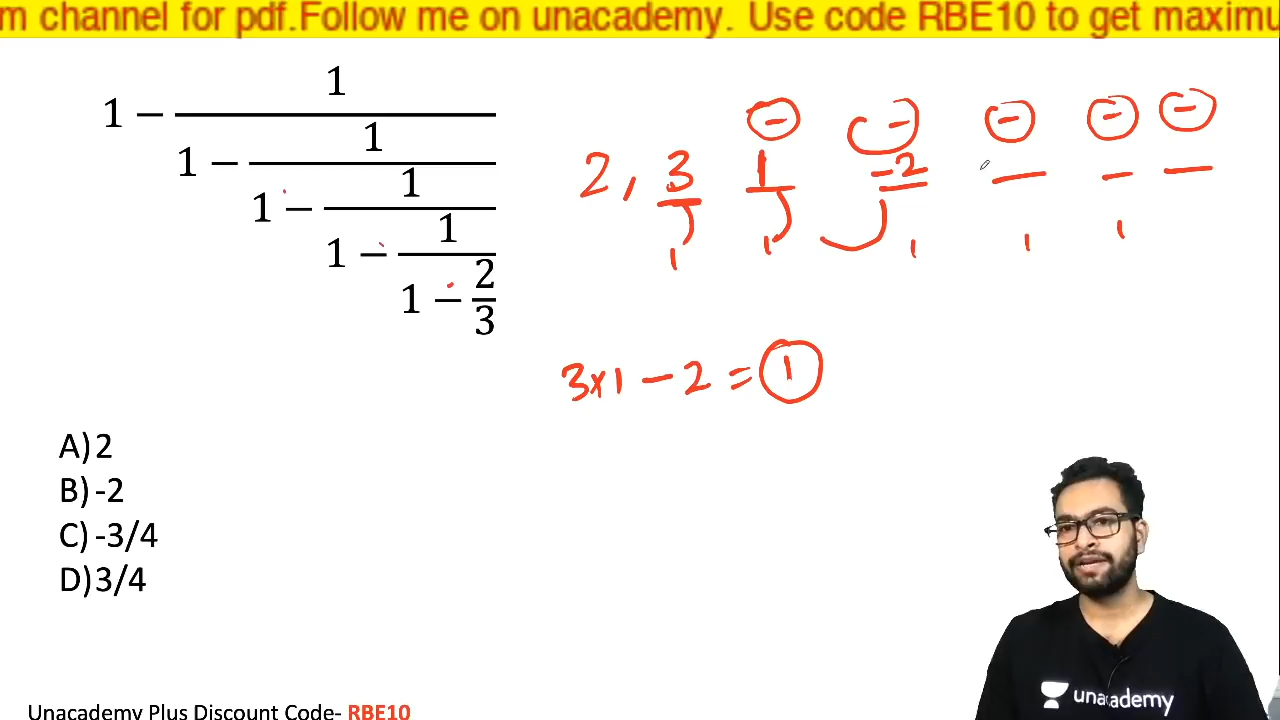 m channel for pdf.Follow me on unacademy. Use code RBE10 to get maximu
1 − 1
1 − 1
1 − 1
1 − 1
1 − 2
3
− − − − −
2, 3 1 -2
1 1 1 1 1
3x1 − 2 = 1
A) 2
B) -2
C) -3/4
D) 3/4
unacademy
Unacademy Plus Discount Code- RBE10